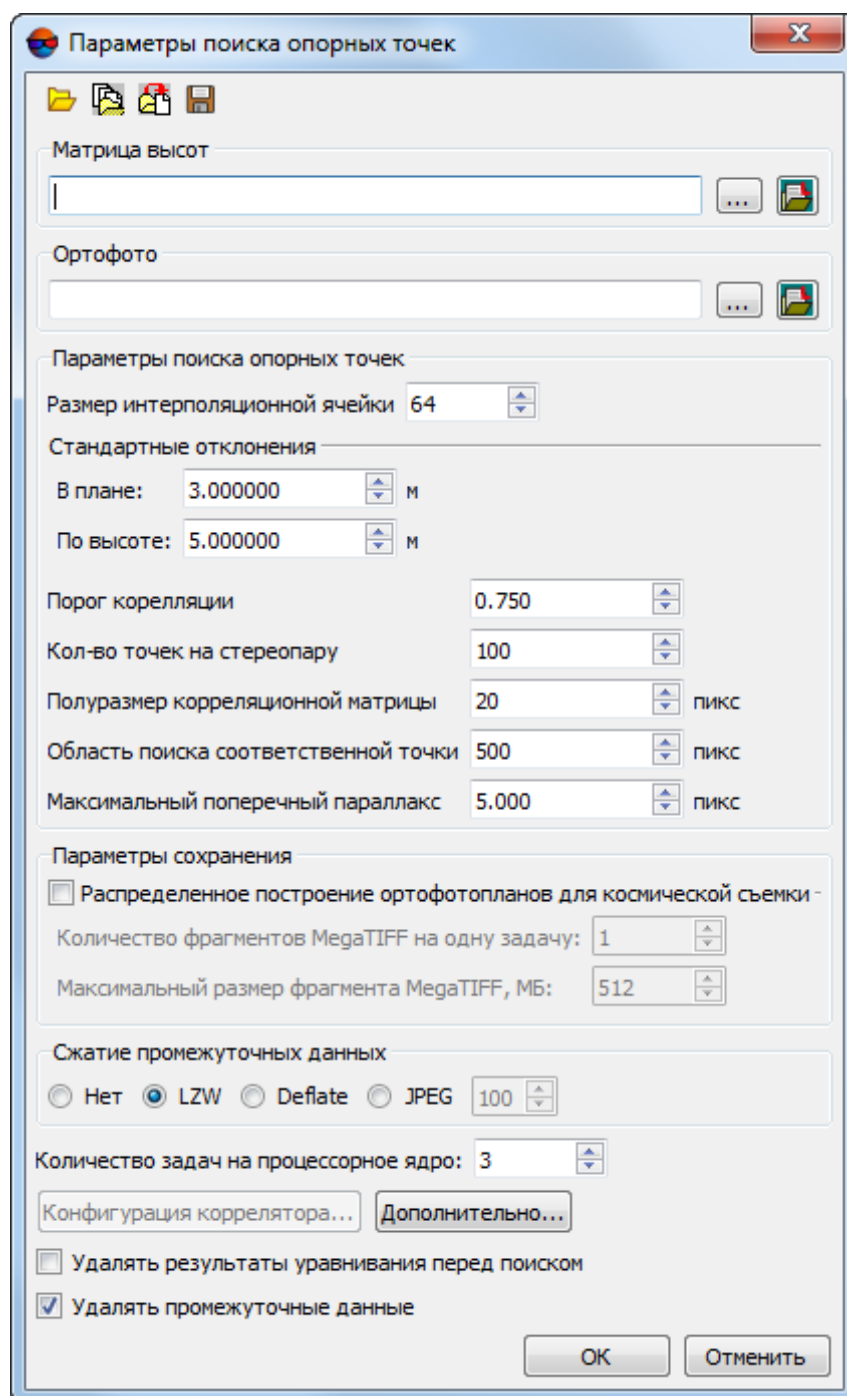 Параметры поиска опорных точек
Матрица высот
...
Ортофото
...
Параметры поиска опорных точек
Размер интерполяционной ячейки 64
Стандартные отклонения
В плане: 3.000000 м
По высоте: 5.000000 м
Порог корелляции 0.750
Кол-во точек на стереопару 100
Полуразмер корреляционной матрицы 20 пикс
Область поиска соответственной точки 500 пикс
Максимальный поперечный параллакс 5.000 пикс
Параметры сохранения
Распределенное построение ортофотопланов для космической съемки
Количество фрагментов MegaTIFF на одну задачу: 1
Максимальный размер фрагмента MegaTIFF, МБ: 512
Сжатие промежуточных данных
Нет LZW Deflate JPEG 100
Количество задач на процессорное ядро: 3
Конфигурация коррелятора... Дополнительно...
Удалять результаты уравнивания перед поиском
Удалять промежуточные данные
ОК Отменить